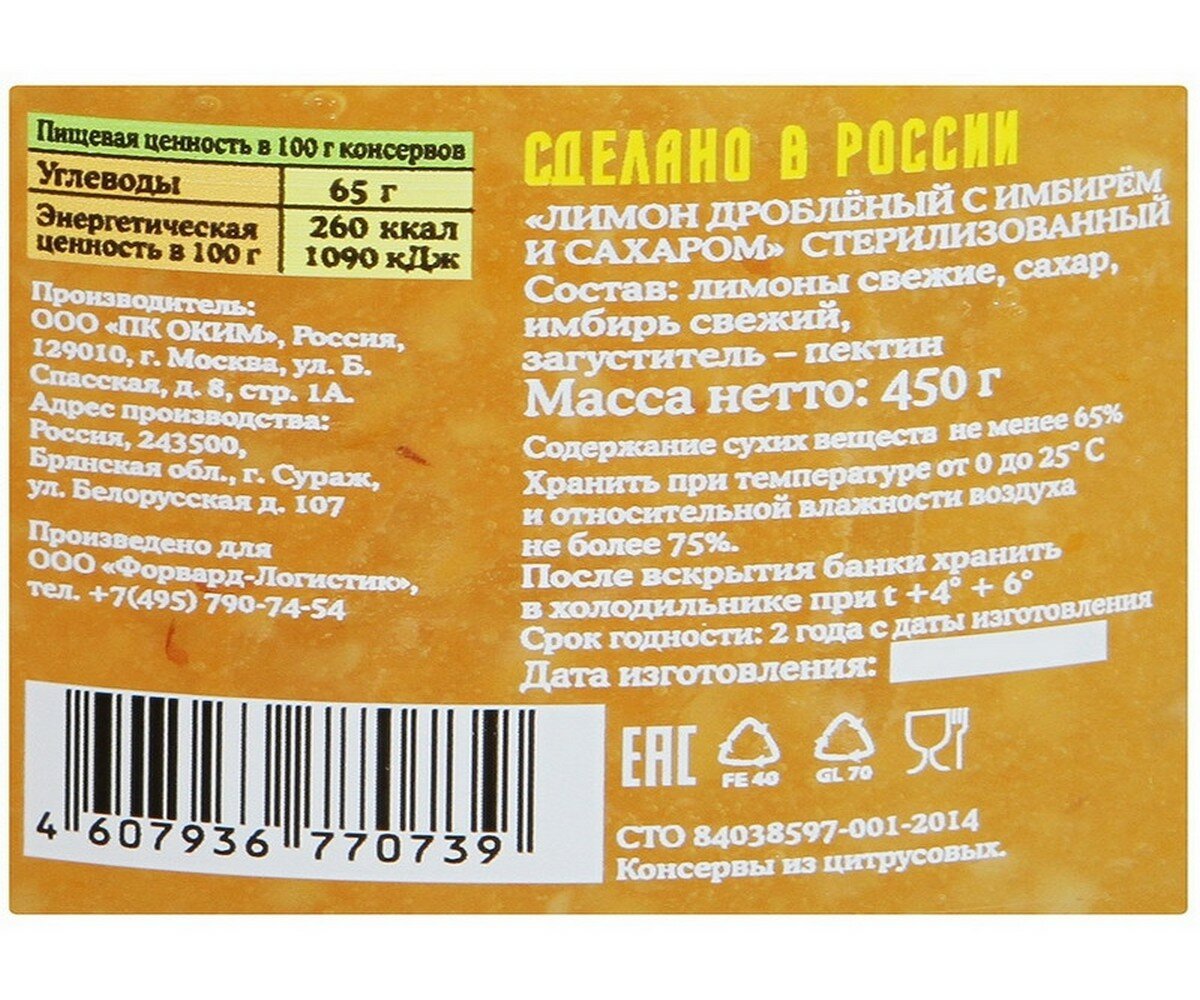 Пищевая ценность в 100 г консервов
Углеводы 65 г
Энергетическая ценность в 100 г 260 ккал 1090 кДж
Производитель:
ООО «ПК ОКИМ», Россия,
129010, г. Москва, ул. Б.
Спасская, д. 8, стр. 1А.
Адрес производства:
Россия, 243500,
Брянская обл., г. Сураж,
ул. Белорусская д. 107
Произведено для
ООО «Форвард-Логистик»,
тел. +7(495) 790-74-54
4 607936 770739
СДЕЛАНО В РОССИИ
«ЛИМОН ДРОБЛЁНЫЙ С ИМБИРЁМ
И САХАРОМ» СТЕРИЛИЗОВАННЫЙ
Состав: лимоны свежие, сахар,
имбирь свежий,
загуститель – пектин
Масса нетто: 450 г
Содержание сухих веществ не менее 65%
Хранить при температуре от 0 до 25° С
и относительной влажности воздуха
не более 75%.
После вскрытия банки хранить
в холодильнике при t +4° + 6°
Срок годности: 2 года с даты изготовления
Дата изготовления:
EAC
FE 40
GL 70
СТО 84038597-001-2014
Консервы из цитрусовых.